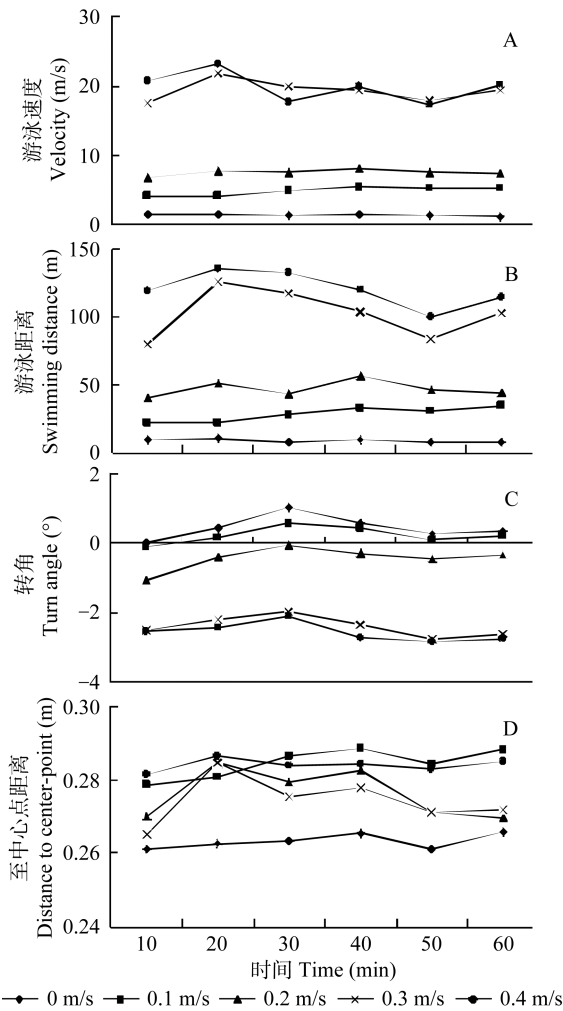 30
20
10
0
游泳速度
Velocity (m/s)
A
150
100
50
0
游泳距离
Swimming distance (m)
B
2
0
−2
−4
转角
Turn angle (°)
C
0.30
0.28
0.26
0.24
至中心点距离
Distance to center-point (m)
D
10 20 30 40 50 60
时间 Time (min)
0 m/s 0.1 m/s 0.2 m/s 0.3 m/s 0.4 m/s